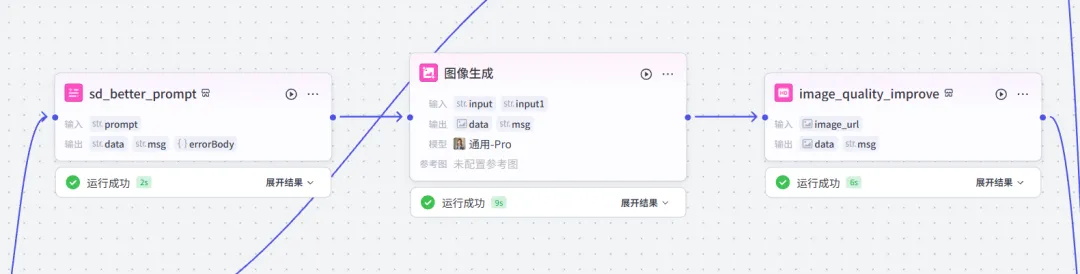 sd_better_prompt
输入 str. prompt
输出 str. data str. msg { } errorBody
运行成功 2s 展开结果
图像生成
输入 str. input str. input1
输出 data str. msg
模型 通用-Pro
参考图 未配置参考图
运行成功 9s 展开结果
HD image_quality_improve
输入 image_url
输出 data str. msg
运行成功 6s 展开结果